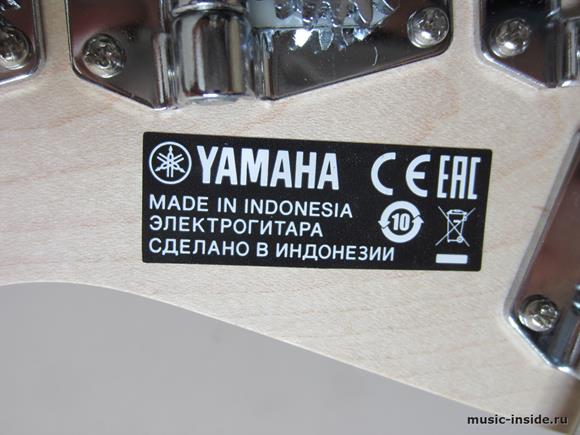 YAMAHA CE EAC
MADE IN INDONESIA
ЭЛЕКТРОГИТАРА
СДЕЛАНО В ИНДОНЕЗИИ
10
music-inside.ru